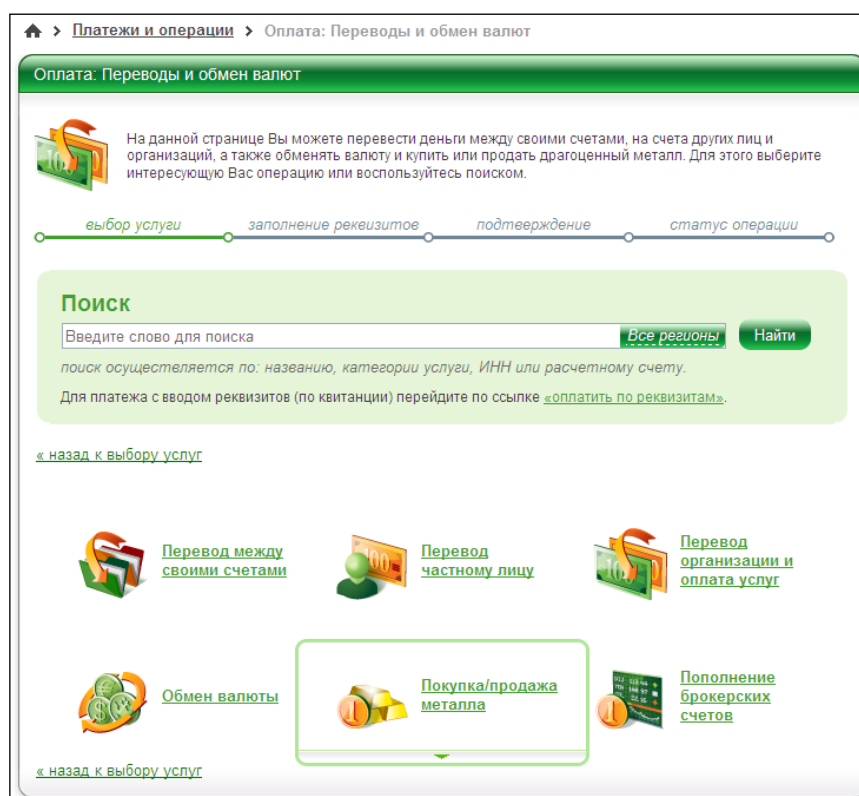 Платежи и операции > Оплата: Переводы и обмен валют
Оплата: Переводы и обмен валют
На данной странице Вы можете перевести деньги между своими счетами, на счета других лиц и
организаций, а также обменять валюту и купить или продать драгоценный металл. Для этого выберите
интересующую Вас операцию или воспользуйтесь поиском.
выбор услуги заполнение реквизитов подтверждение статус операции
Поиск
Введите слово для поиска Все регионы Найти
поиск осуществляется по: названию, категории услуги, ИНН или расчетному счету.
Для платежа с вводом реквизитов (по квитанции) перейдите по ссылке «оплатить по реквизитам».
« назад к выбору услуг
Перевод между
своими счетами
Перевод
частному лицу
Перевод
организации и
оплата услуг
Обмен валюты
Покупка/продажа
металла
Пополнение
брокерских
счетов
« назад к выбору услуг